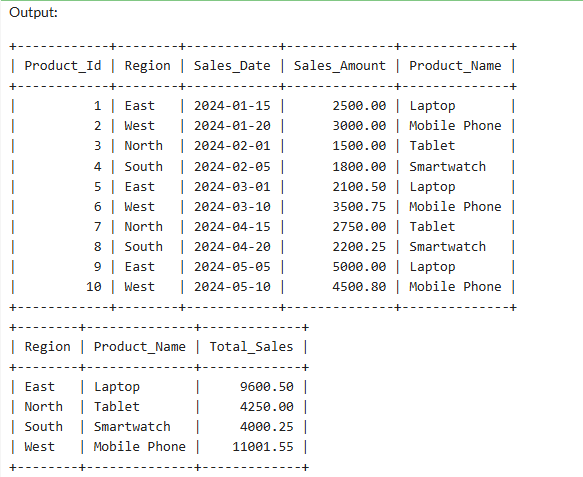 Output:
+------------+--------+------------+--------------+--------------+
| Product_Id | Region | Sales_Date | Sales_Amount | Product_Name |
+------------+--------+------------+--------------+--------------+
|          1 | East   | 2024-01-15 |      2500.00 | Laptop       |
|          2 | West   | 2024-01-20 |      3000.00 | Mobile Phone |
|          3 | North  | 2024-02-01 |      1500.00 | Tablet       |
|          4 | South  | 2024-02-05 |      1800.00 | Smartwatch   |
|          5 | East   | 2024-03-01 |      2100.50 | Laptop       |
|          6 | West   | 2024-03-10 |      3500.75 | Mobile Phone |
|          7 | North  | 2024-04-15 |      2750.00 | Tablet       |
|          8 | South  | 2024-04-20 |      2200.25 | Smartwatch   |
|          9 | East   | 2024-05-05 |      5000.00 | Laptop       |
|         10 | West   | 2024-05-10 |      4500.80 | Mobile Phone |
+------------+--------+------------+--------------+--------------+
+--------+--------------+-------------+
| Region | Product_Name | Total_Sales |
+--------+--------------+-------------+
| East   | Laptop       |     9600.50 |
| North  | Tablet       |     4250.00 |
| South  | Smartwatch   |     4000.25 |
| West   | Mobile Phone |    11001.55 |
+--------+--------------+-------------+